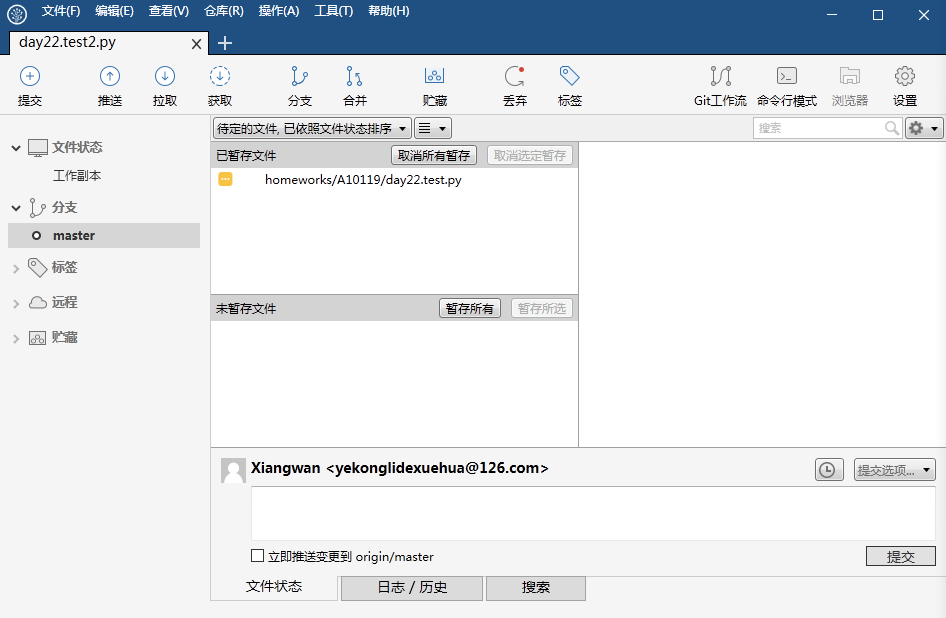 文件(F) 编辑(E) 查看(V) 仓库(R) 操作(A) 工具(T) 帮助(H)
day22.test2.py
提交 推送 拉取 获取 分支 合并 贮藏 丢弃 标签 Git工作流 命令行模式 浏览器 设置
待定的文件, 已依照文件状态排序 搜索
文件状态
工作副本
分支
master
标签
远程
贮藏
已暂存文件 取消所有暂存 取消选定暂存
homeworks/A10119/day22.test.py
未暂存文件 暂存所有 暂存所选
Xiangwan <yekonglidexuehua@126.com> 提交选项...
立即推送变更到 origin/master 提交
文件状态 日志 / 历史 搜索